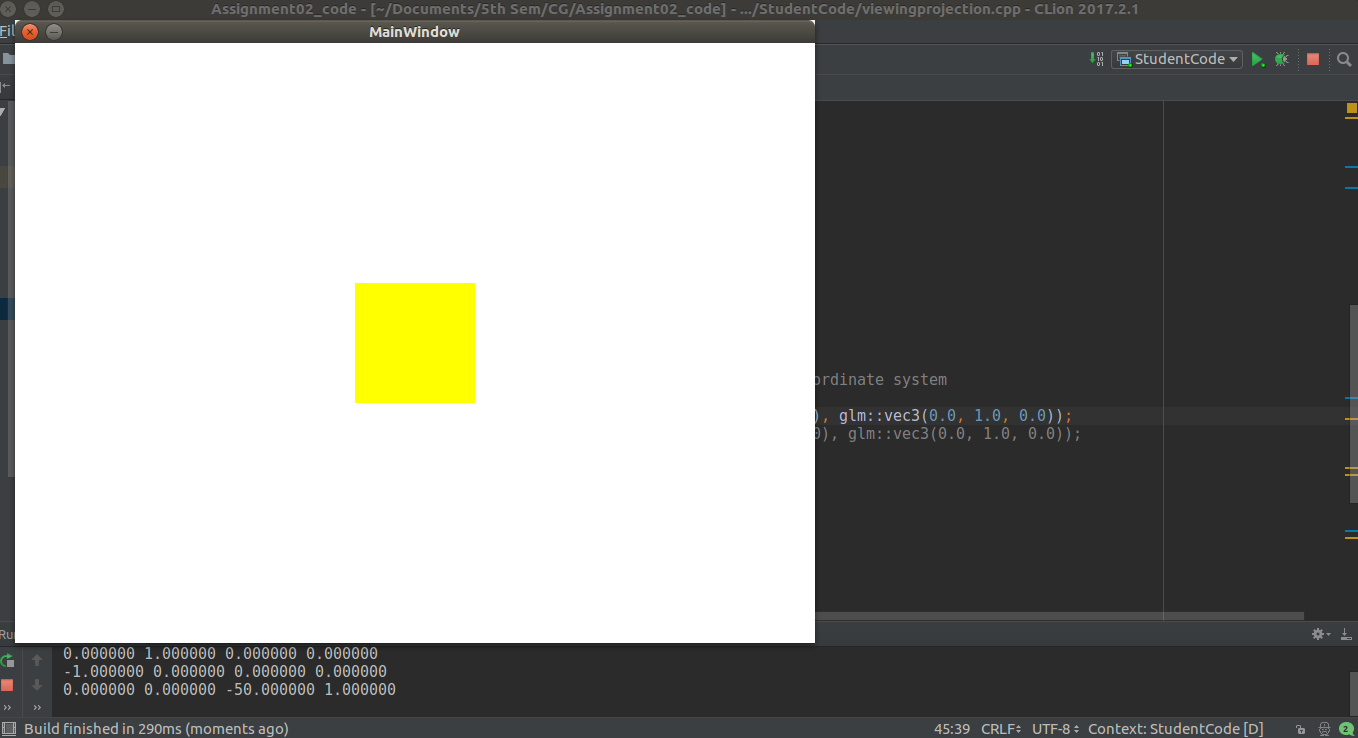 Assignment02_code - [~/Documents/5th Sem/CG/Assignment02_code] - .../StudentCode/viewingprojection.cpp - CLion 2017.2.1
MainWindow
Fil
StudentCode
ordinate system
), glm::vec3(0.0, 1.0, 0.0));
0), glm::vec3(0.0, 1.0, 0.0));
Ru
0.000000 1.000000 0.000000 0.000000
-1.000000 0.000000 0.000000 0.000000
0.000000 0.000000 -50.000000 1.000000
Build finished in 290ms (moments ago)
45:39 CRLF UTF-8 Context: StudentCode [D] 2